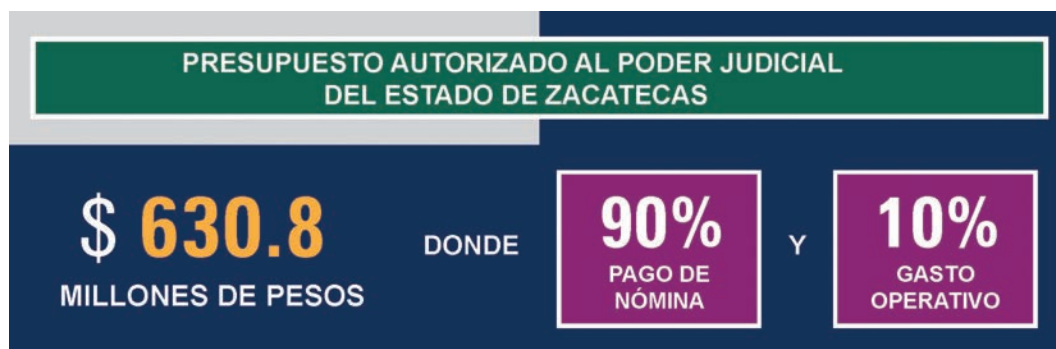 PRESUPUESTO AUTORIZADO AL PODER JUDICIAL
DEL ESTADO DE ZACATECAS
$ 630.8
MILLONES DE PESOS
DONDE
90%
PAGO DE
NÓMINA
Y
10%
GASTO
OPERATIVO